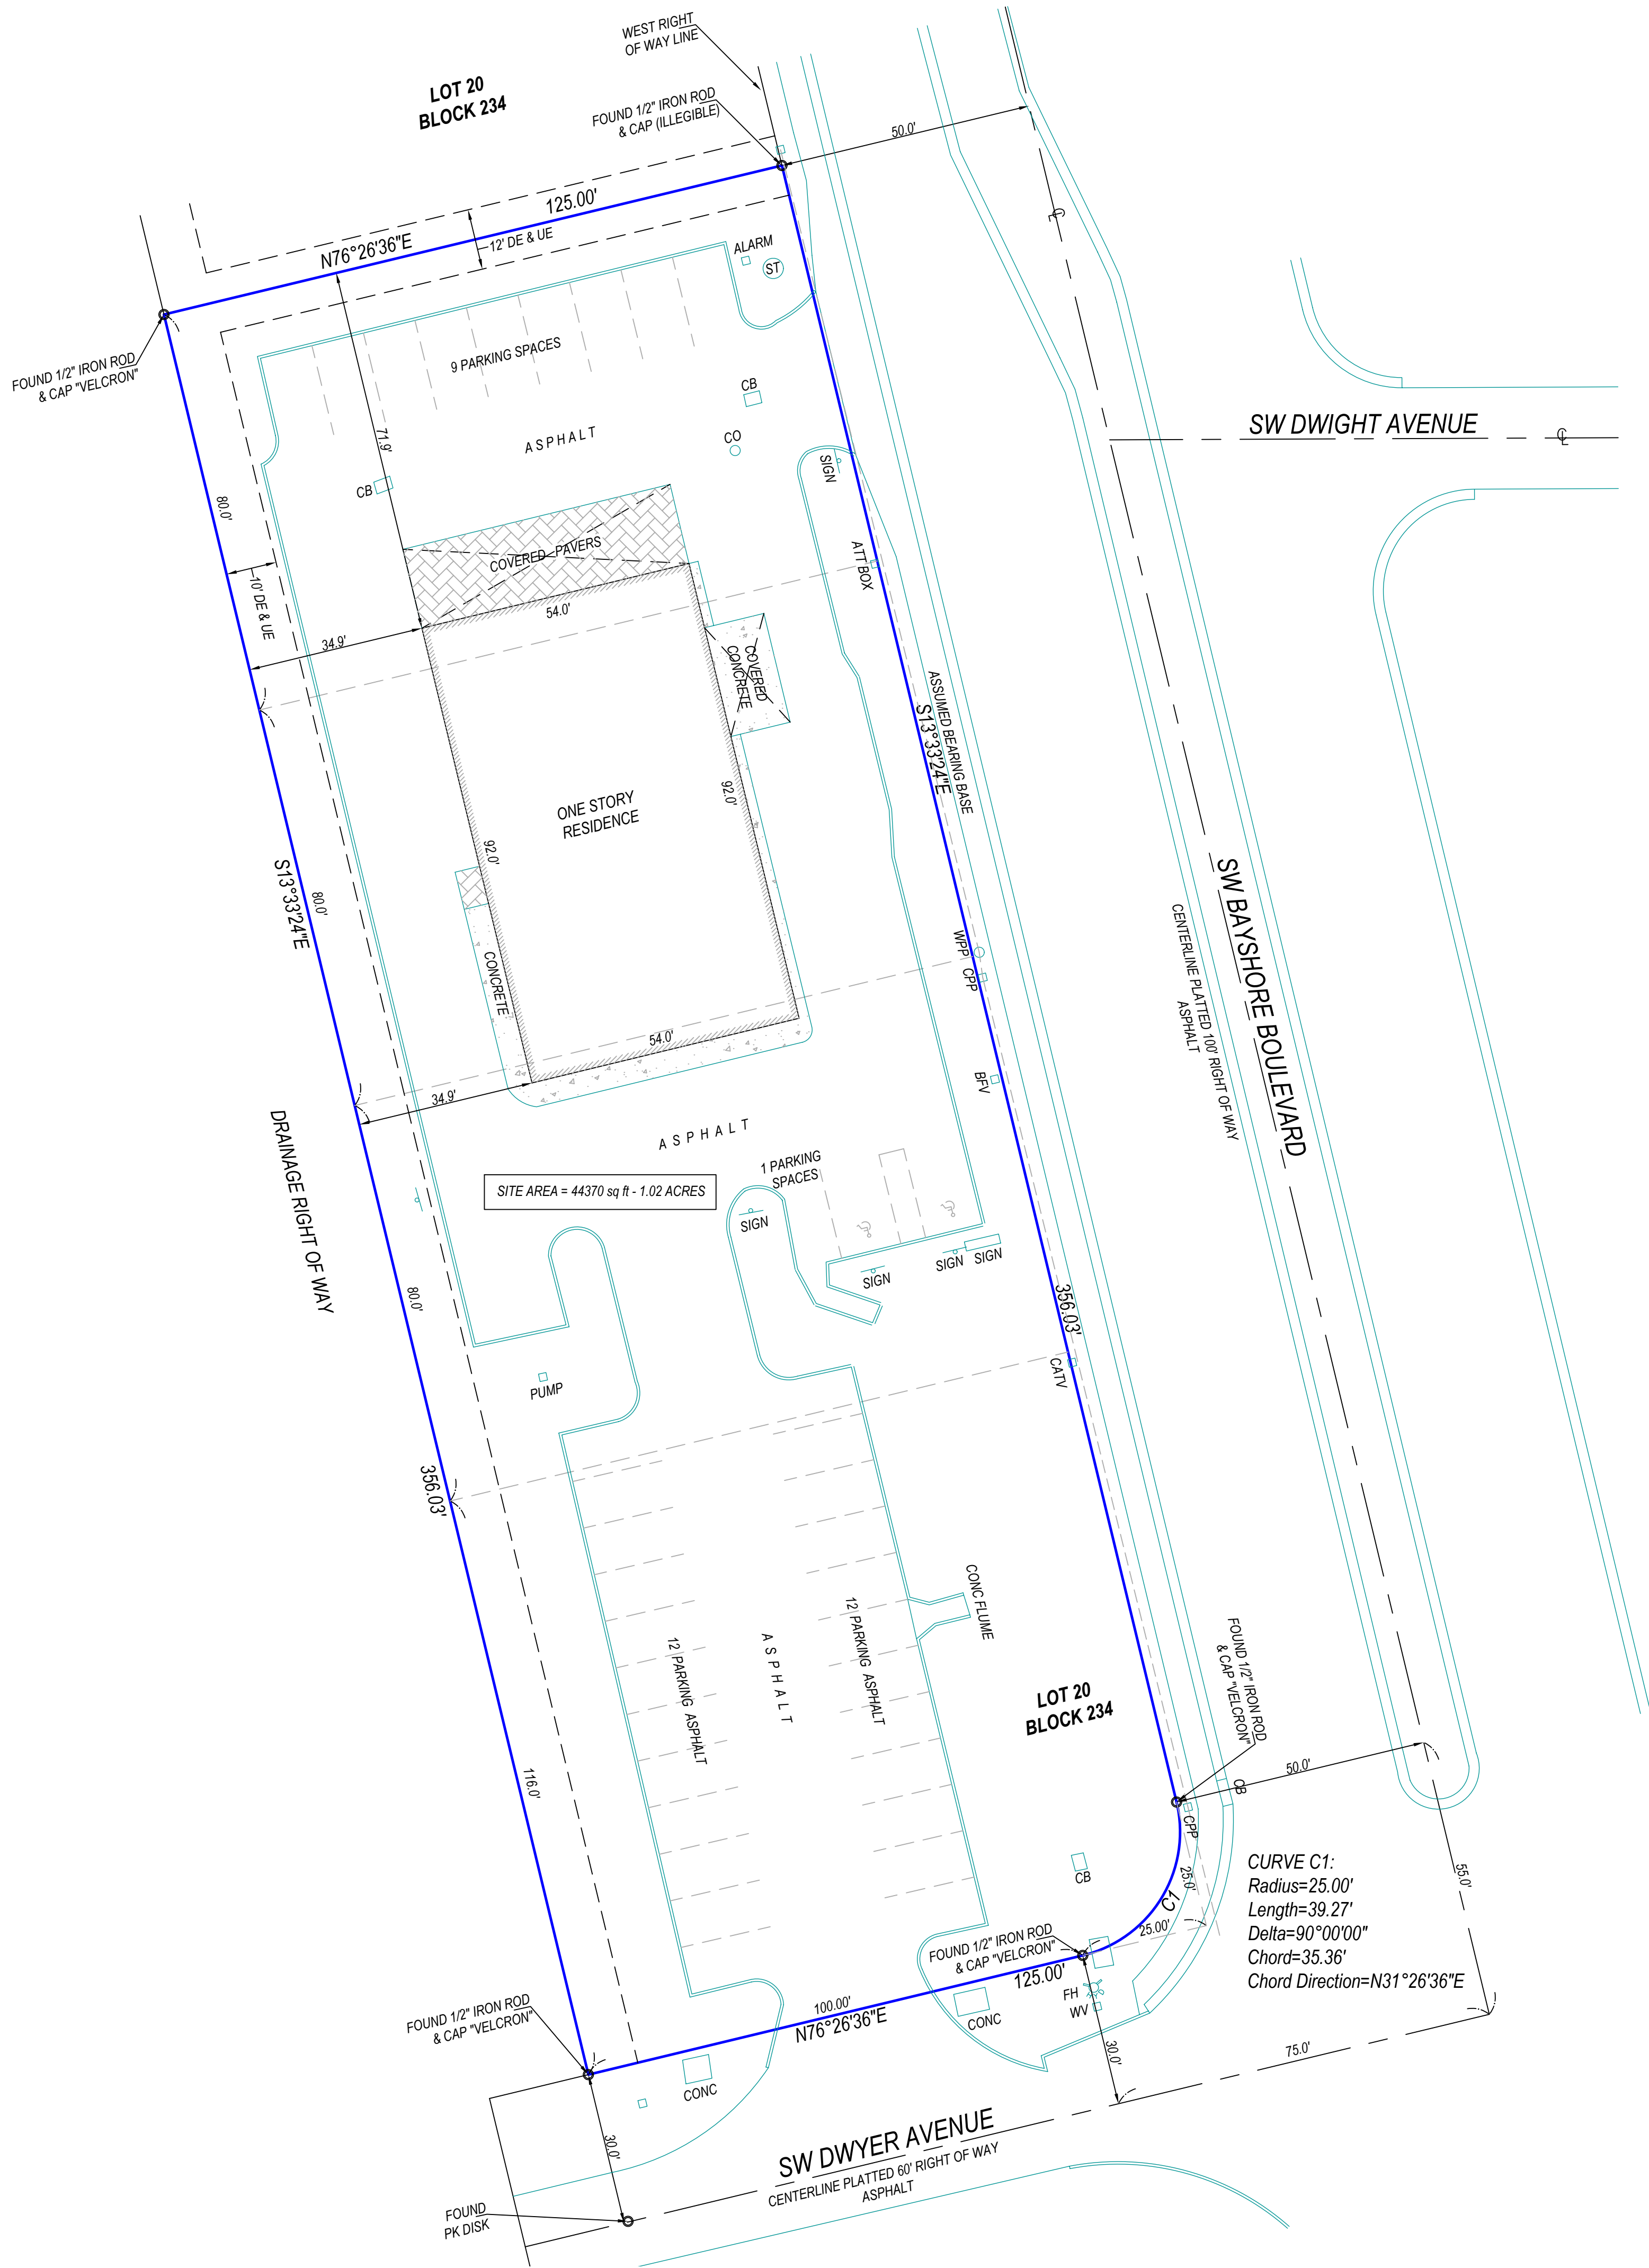 WEST RIGHT
OF WAY LINE
LOT 20
BLOCK 234
FOUND 1/2" IRON ROD
& CAP (ILLEGIBLE)
50.0'
125.00'
N76°26'36"E
12' DE & UE
ALARM
ST
FOUND 1/2" IRON ROD
& CAP "VELCRON"
9 PARKING SPACES
CB
SW DWIGHT AVENUE
CL
CL
71.9'
ASPHALT
CO
SIGN
CB
80.0'
COVERED PAVERS
ATT BOX
10' DE & UE
54.0'
34.9'
COVERED
CONCRETE
ASSUMED BEARING BASE
S13°33'24"E
92.0'
ONE STORY
RESIDENCE
92.0'
S13°33'24"E
80.0'
SW BAYSHORE BOULEVARD
CENTERLINE PLATTED 100' RIGHT OF WAY
ASPHALT
WPP
CPP
CONCRETE
54.0'
BFV
34.9'
DRAINAGE RIGHT OF WAY
ASPHALT
1 PARKING
SPACES
SITE AREA = 44370 sq ft - 1.02 ACRES
SIGN
SIGN
SIGN
SIGN
80.0'
356.03'
CATV
PUMP
356.03'
CONC FLUME
12 PARKING ASPHALT
ASPHALT
12 PARKING ASPHALT
FOUND 1/2" IRON ROD
& CAP "VELCRON"
LOT 20
BLOCK 234
50.0'
CB
116.0'
CPP
CB
25.0'
C1
55.0'
CURVE C1:
Radius=25.00'
Length=39.27'
Delta=90°00'00"
Chord=35.36'
Chord Direction=N31°26'36"E
25.00'
FOUND 1/2" IRON ROD
& CAP "VELCRON"
125.00'
FH
WV
100.00'
N76°26'36"E
CONC
FOUND 1/2" IRON ROD
& CAP "VELCRON"
30.0'
75.0'
CONC
30.0'
SW DWYER AVENUE
CENTERLINE PLATTED 60' RIGHT OF WAY
ASPHALT
FOUND
PK DISK